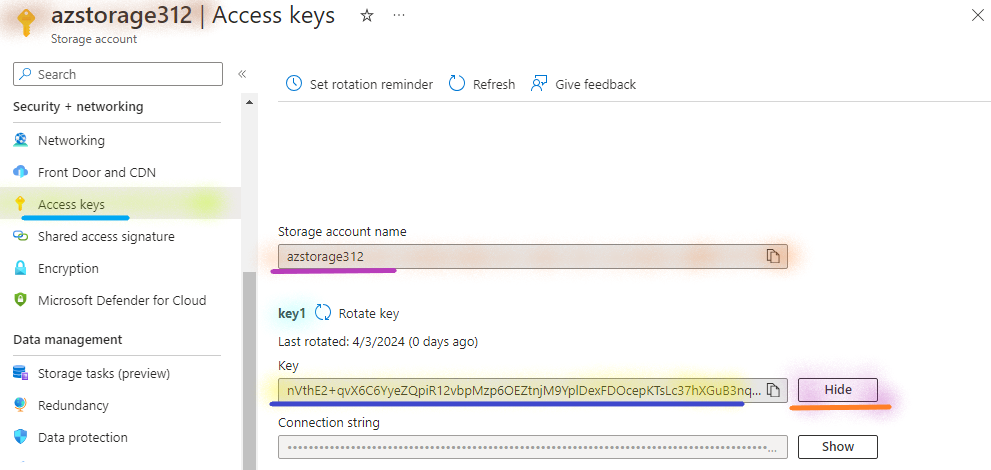 azstorage312 | Access keys
Storage account
Search
Set rotation reminder Refresh Give feedback
Security + networking
Networking
Front Door and CDN
Access keys
Shared access signature
Encryption
Microsoft Defender for Cloud
Data management
Storage tasks (preview)
Redundancy
Data protection
Storage account name
azstorage312
key1 Rotate key
Last rotated: 4/3/2024 (0 days ago)
Key
nVthE2+qvX6C6YyeZQpiR12vbpMzp6OEZtnjM9YplDexFDOcepKTsLc37hXGuB3nq... Hide
Connection string
Show